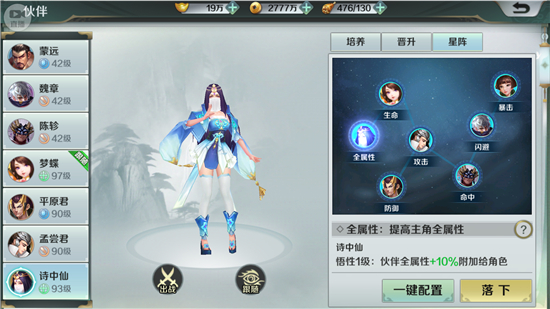 伙伴
直播
19万
2777万
476/130
蒙远
42级
魏章
42级
陈轸
42级
梦蝶
97级
平原君
90级
孟尝君
90级
诗中仙
93级
出战
跟随
培养
晋升
星阵
生命
暴击
全属性
攻击
闪避
防御
命中
全属性：提高主角全属性
?
诗中仙
悟性1级：伙伴全属性+10%附加给角色
一键配置
落下